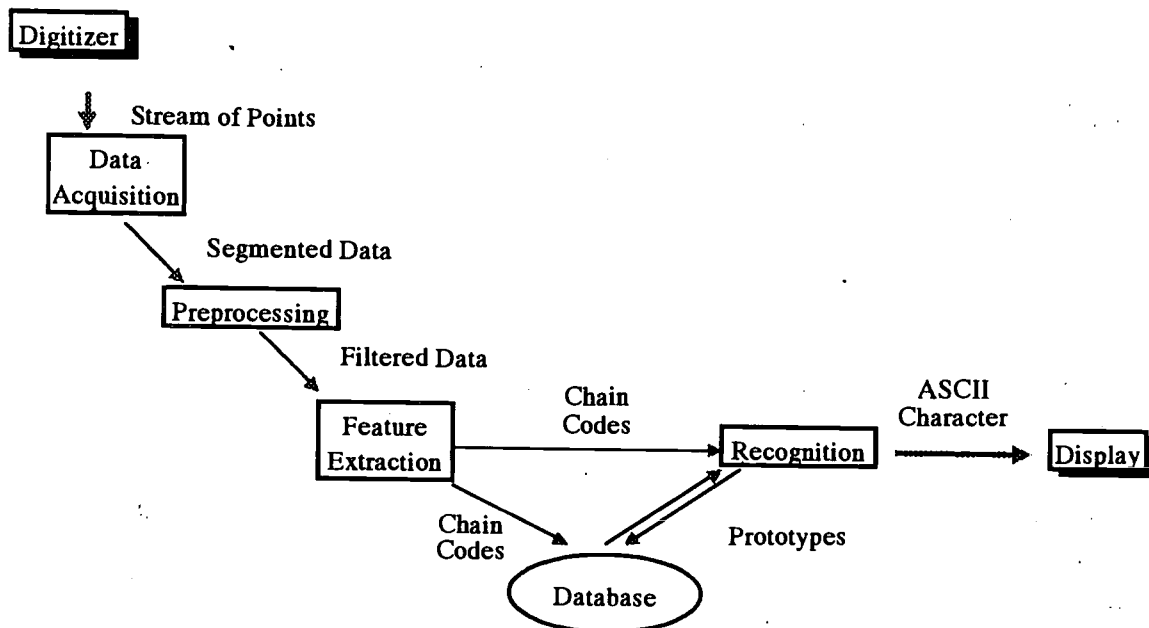 Digitizer
Stream of Points
Data
Acquisition
Segmented Data
Preprocessing
Filtered Data
Feature
Extraction
Chain
Codes
Recognition
ASCII
Character
Display
Chain
Codes
Prototypes
Database